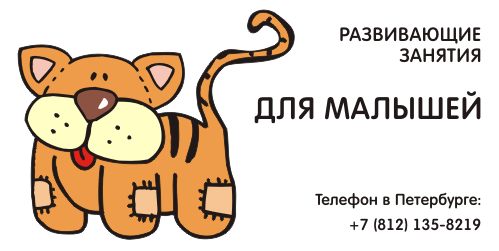 РАЗВИВАЮЩИЕ
ЗАНЯТИЯ
ДЛЯ МАЛЫШЕЙ
Телефон в Петербурге:
+7 (812) 135-8219